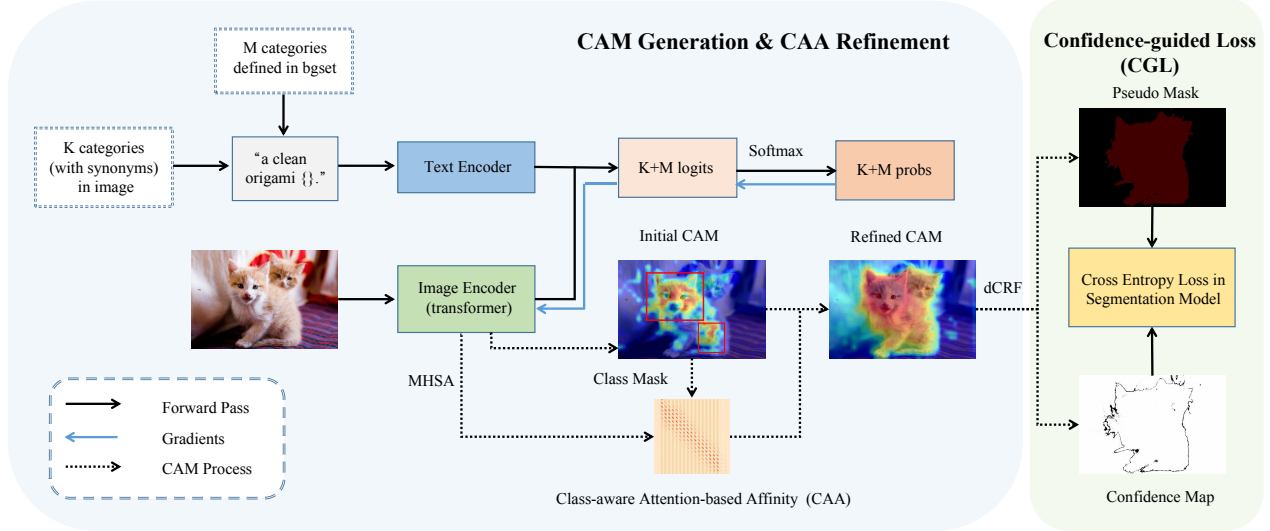 CAM Generation & CAA Refinement
Confidence-guided Loss
(CGL)
M categories
defined in bgset
K categories
(with synonyms)
in image
“a clean
origami {}.”
Text Encoder
K+M logits
Softmax
K+M probs
Pseudo Mask
Image Encoder
(transformer)
Initial CAM
Refined CAM
dCRF
Cross Entropy Loss in
Segmentation Model
MHSA
Class Mask
Forward Pass
Gradients
CAM Process
Class-aware Attention-based Affinity (CAA)
Confidence Map